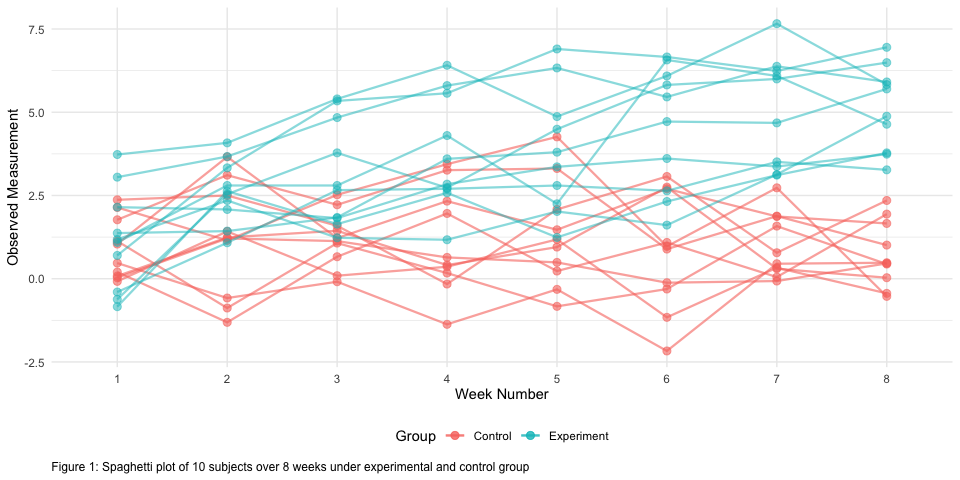 7.5
5.0
2.5
0.0
-2.5
Observed Measurement
1 2 3 4 5 6 7 8
Week Number
Group Control Experiment
Figure 1: Spaghetti plot of 10 subjects over 8 weeks under experimental and control group